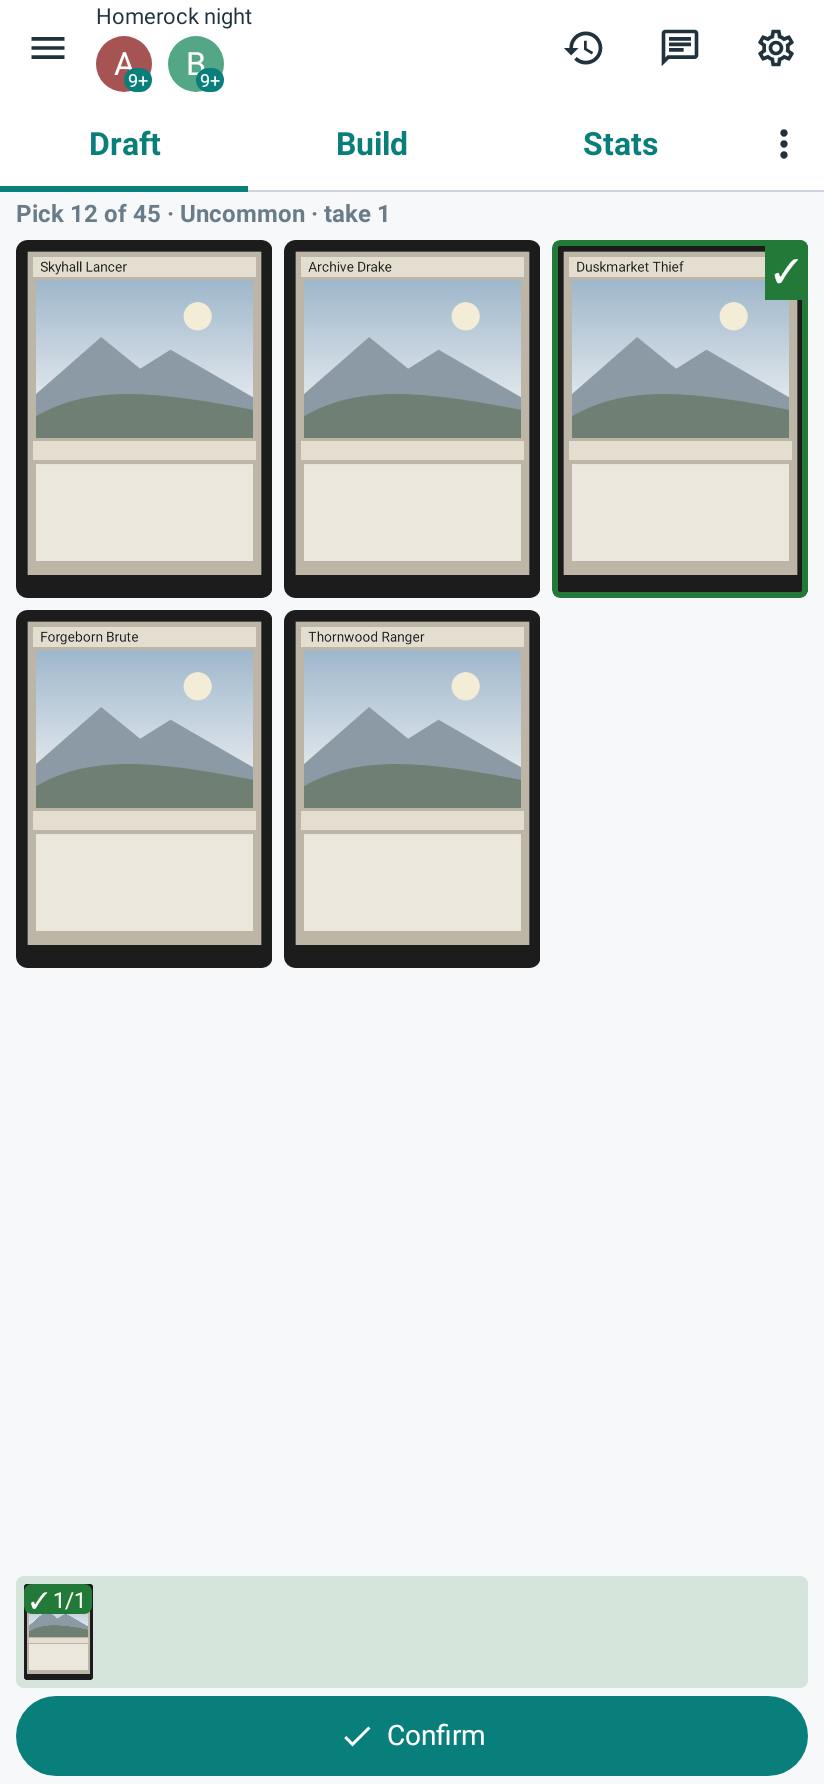 Homerock night
A 9+ B 9+
Draft Build Stats
Pick 12 of 45 · Uncommon · take 1
Skyhall Lancer
Archive Drake
Duskmarket Thief
Forgeborn Brute
Thornwood Ranger
✓ 1/1
Confirm